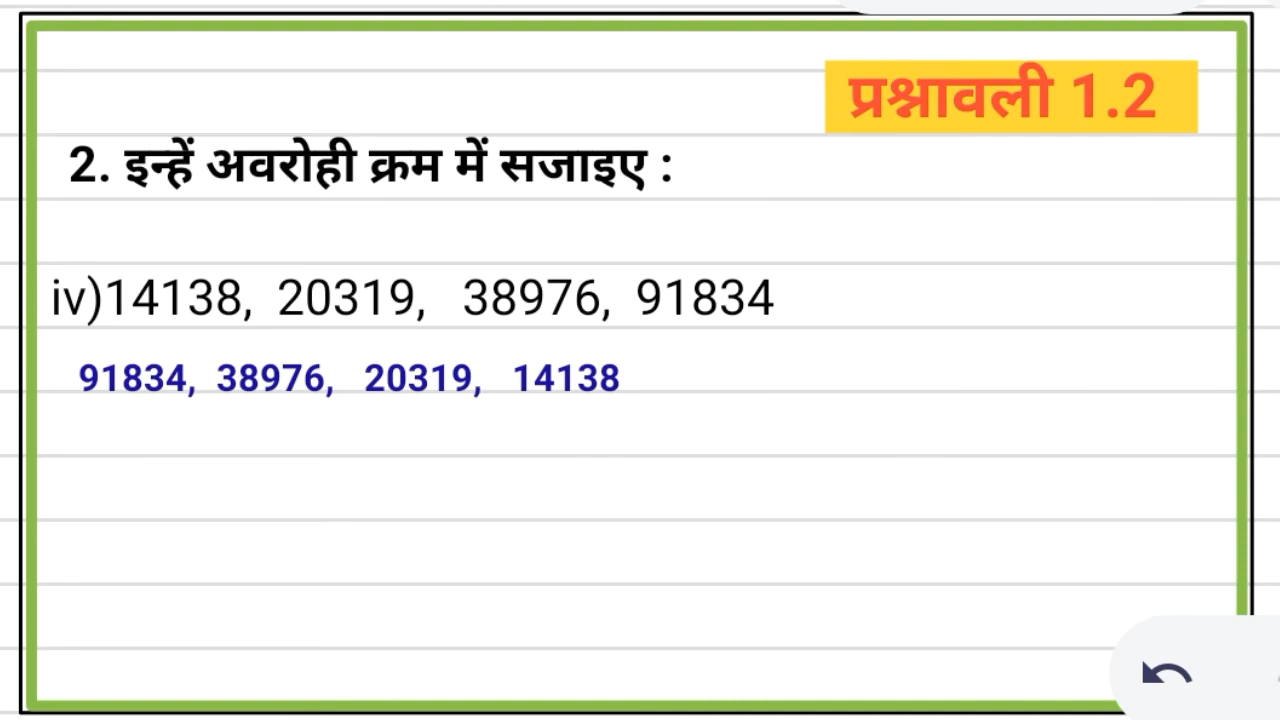 प्रश्नावली 1.2
2. इन्हें अवरोही क्रम में सजाइए :
iv)14138, 20319, 38976, 91834
91834, 38976, 20319, 14138